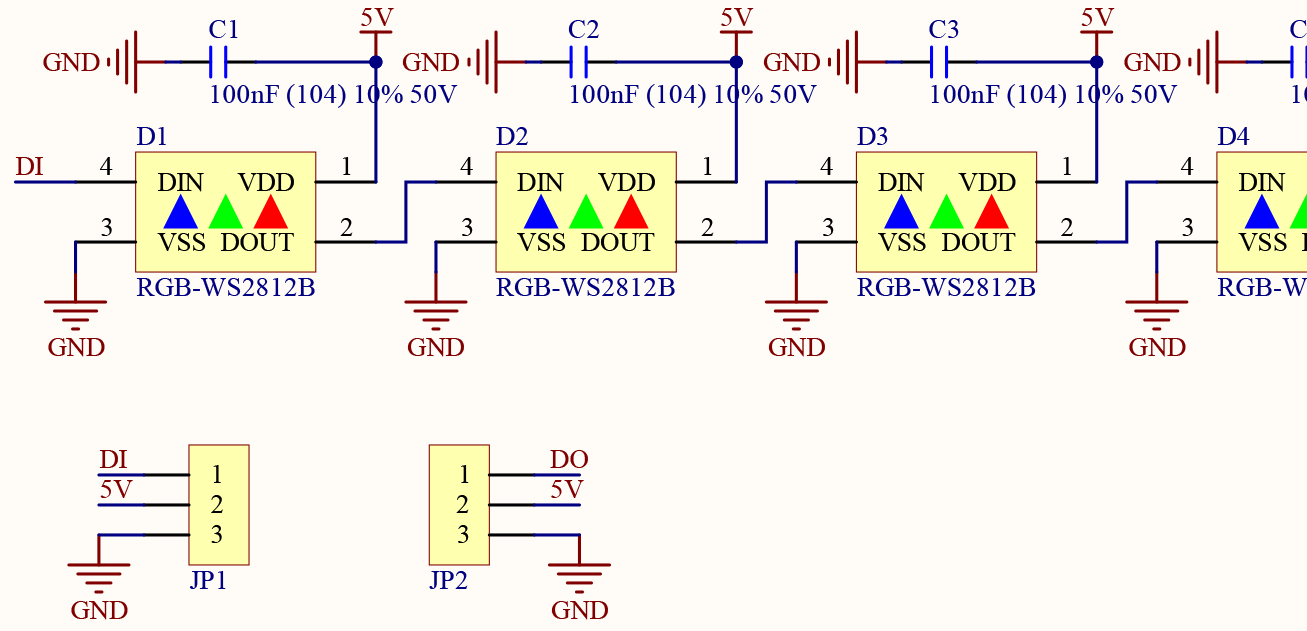 5V 5V 5V
C1 C2 C3 C
GND GND GND GND
100nF (104) 10% 50V 100nF (104) 10% 50V 100nF (104) 10% 50V 10
D1 D2 D3 D4
DI 4 1 4 1 4 1 4
DIN VDD DIN VDD DIN VDD DIN
3 2 3 2 3 2 3
VSS DOUT VSS DOUT VSS DOUT VSS
RGB-WS2812B RGB-WS2812B RGB-WS2812B RGB-W
GND GND GND GND
DI 1 1 DO
5V 2 2 5V
3 3
JP1 JP2
GND GND